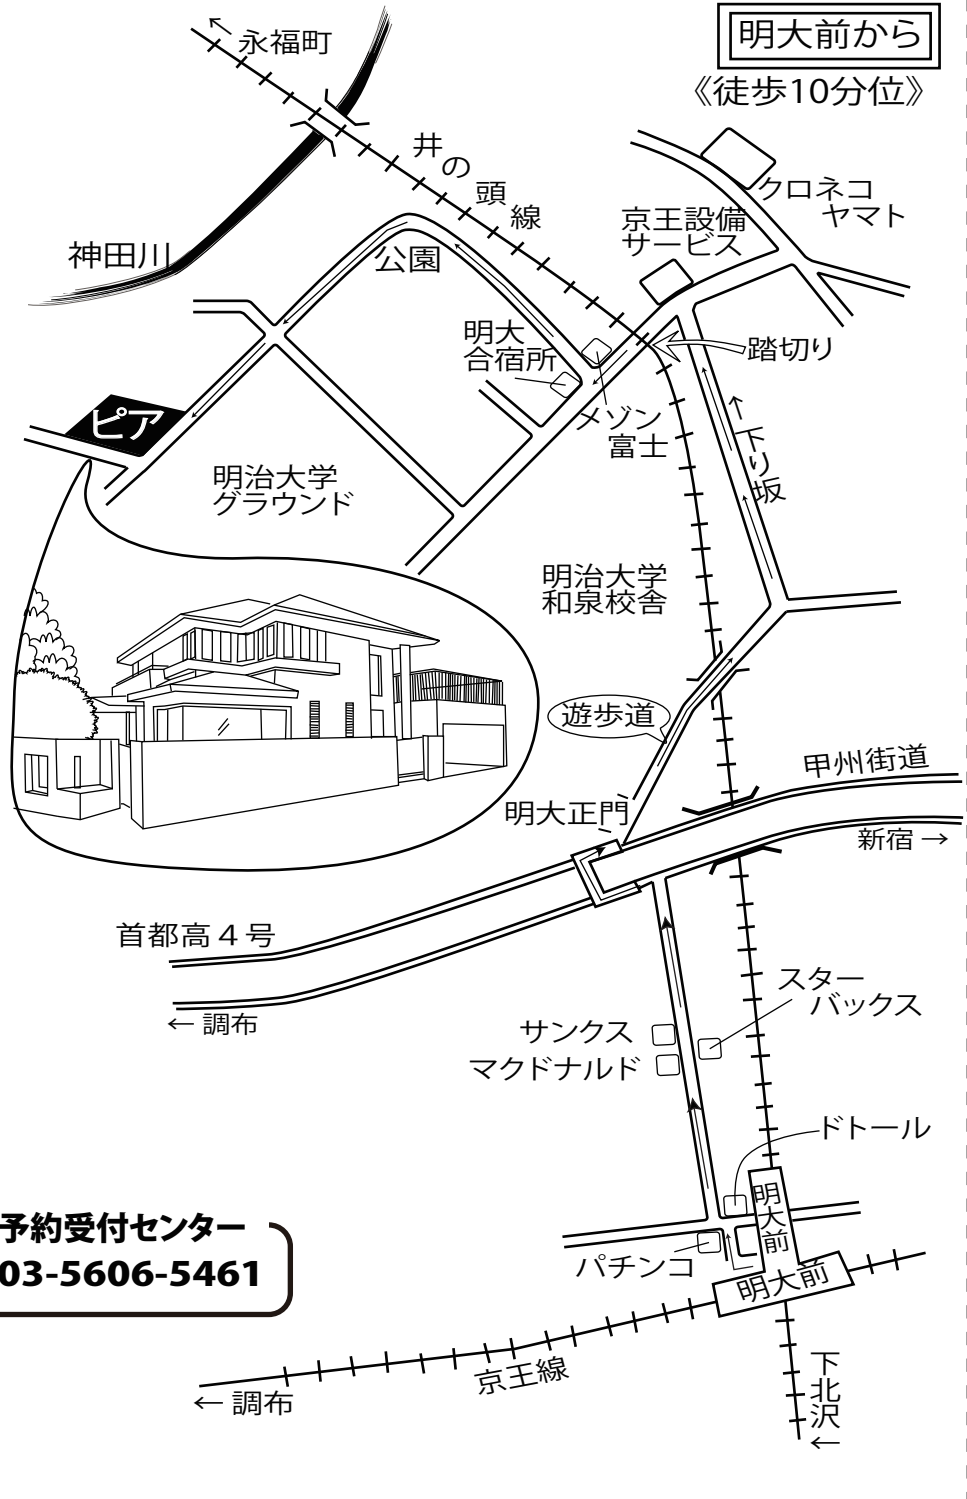 明大前から
《徒歩10分位》
← 永福町
井の頭線
クロネコ
ヤマト
京王設備
サービス
神田川
公園
明大
合宿所
踏切り
メゾン
富士
← 下り坂
ピア
明治大学
グラウンド
明治大学
和泉校舎
遊歩道
甲州街道
明大正門
新宿 →
首都高４号
← 調布
スター
バックス
サンクス
マクドナルド
ドトール
明大前
予約受付センター
03-5606-5461
パチンコ
明大前
京王線
← 調布
下北沢
←